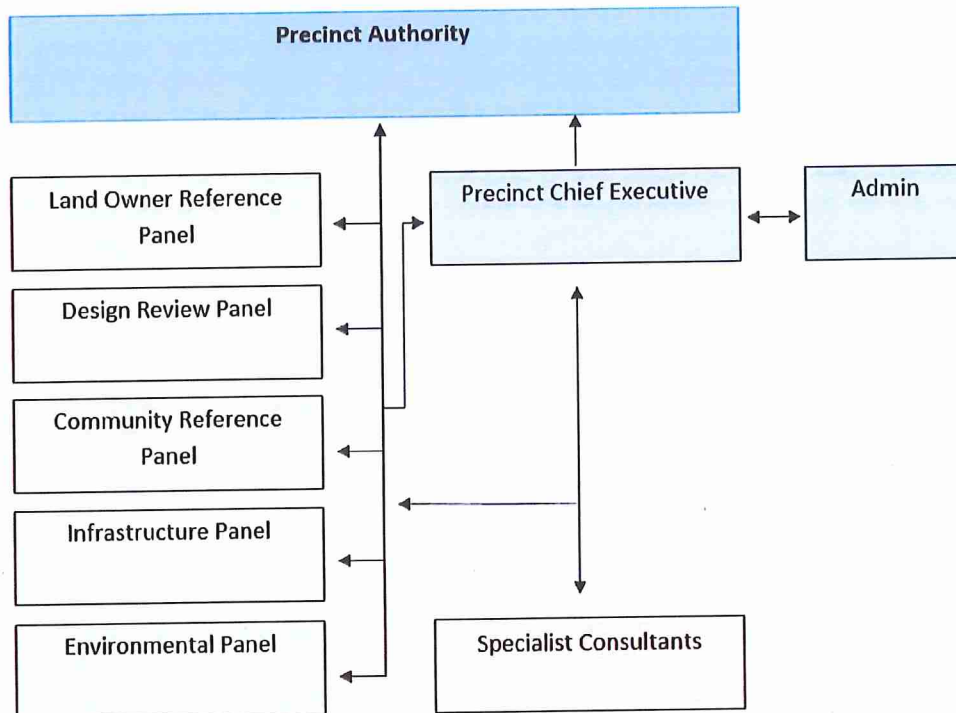 Precinct Authority
Land Owner Reference
Panel
Precinct Chief Executive
Admin
Design Review Panel
Community Reference
Panel
Infrastructure Panel
Environmental Panel
Specialist Consultants